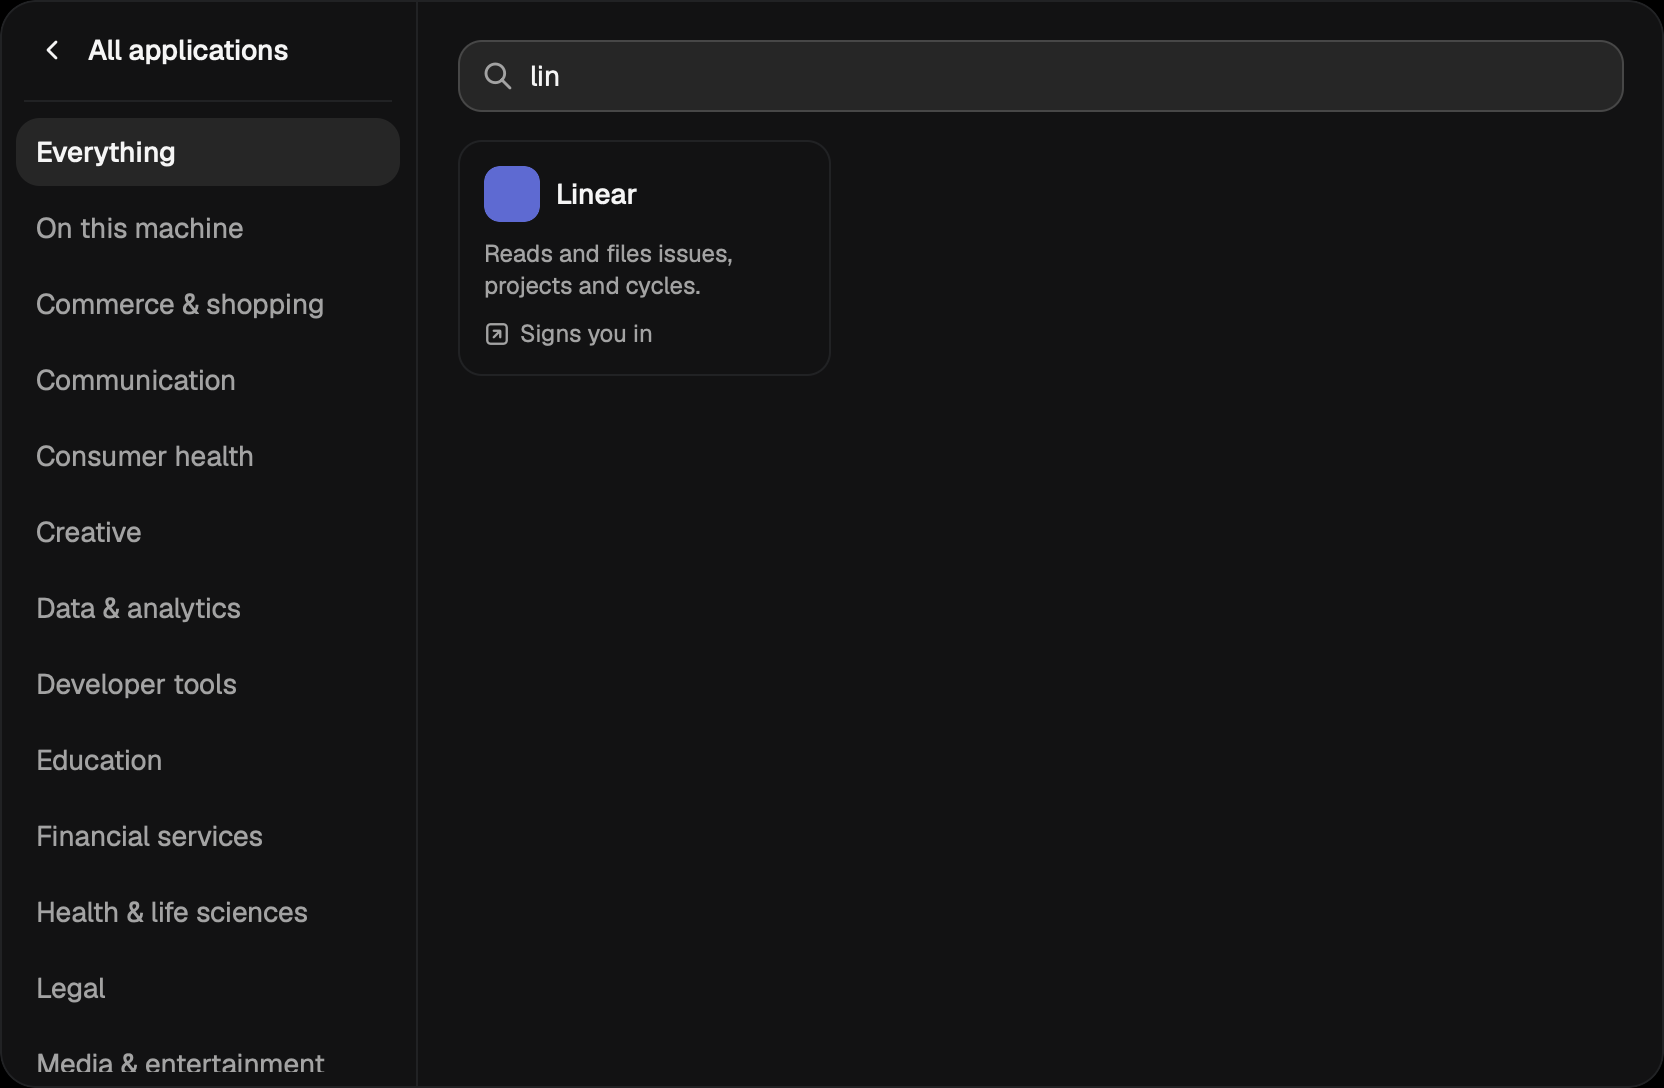 All applications
Everything
On this machine
Commerce & shopping
Communication
Consumer health
Creative
Data & analytics
Developer tools
Education
Financial services
Health & life sciences
Legal
Media & entertainment
lin
Linear
Reads and files issues,
projects and cycles.
Signs you in